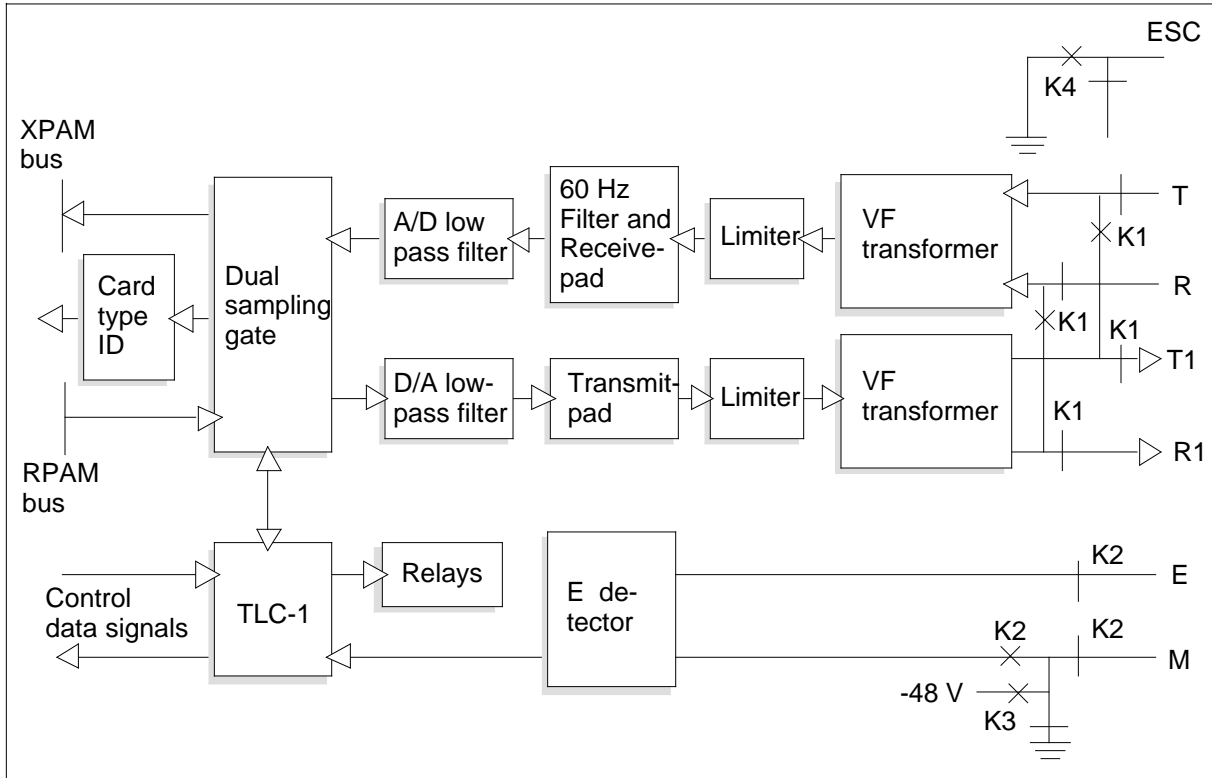 ESC
K4
XPAM
bus
60 Hz
Filter and
Receive-
pad
A/D low
pass filter
Limiter
VF
transformer
T
K1
Card
type
ID
Dual
sampling
gate
R
K1
K1
T1
D/A low-
pass filter
Transmit-
pad
Limiter
VF
transformer
K1
R1
RPAM
bus
Control
data signals
TLC-1
Relays
E de-
tector
K2
E
K2
K2
M
-48 V
K3